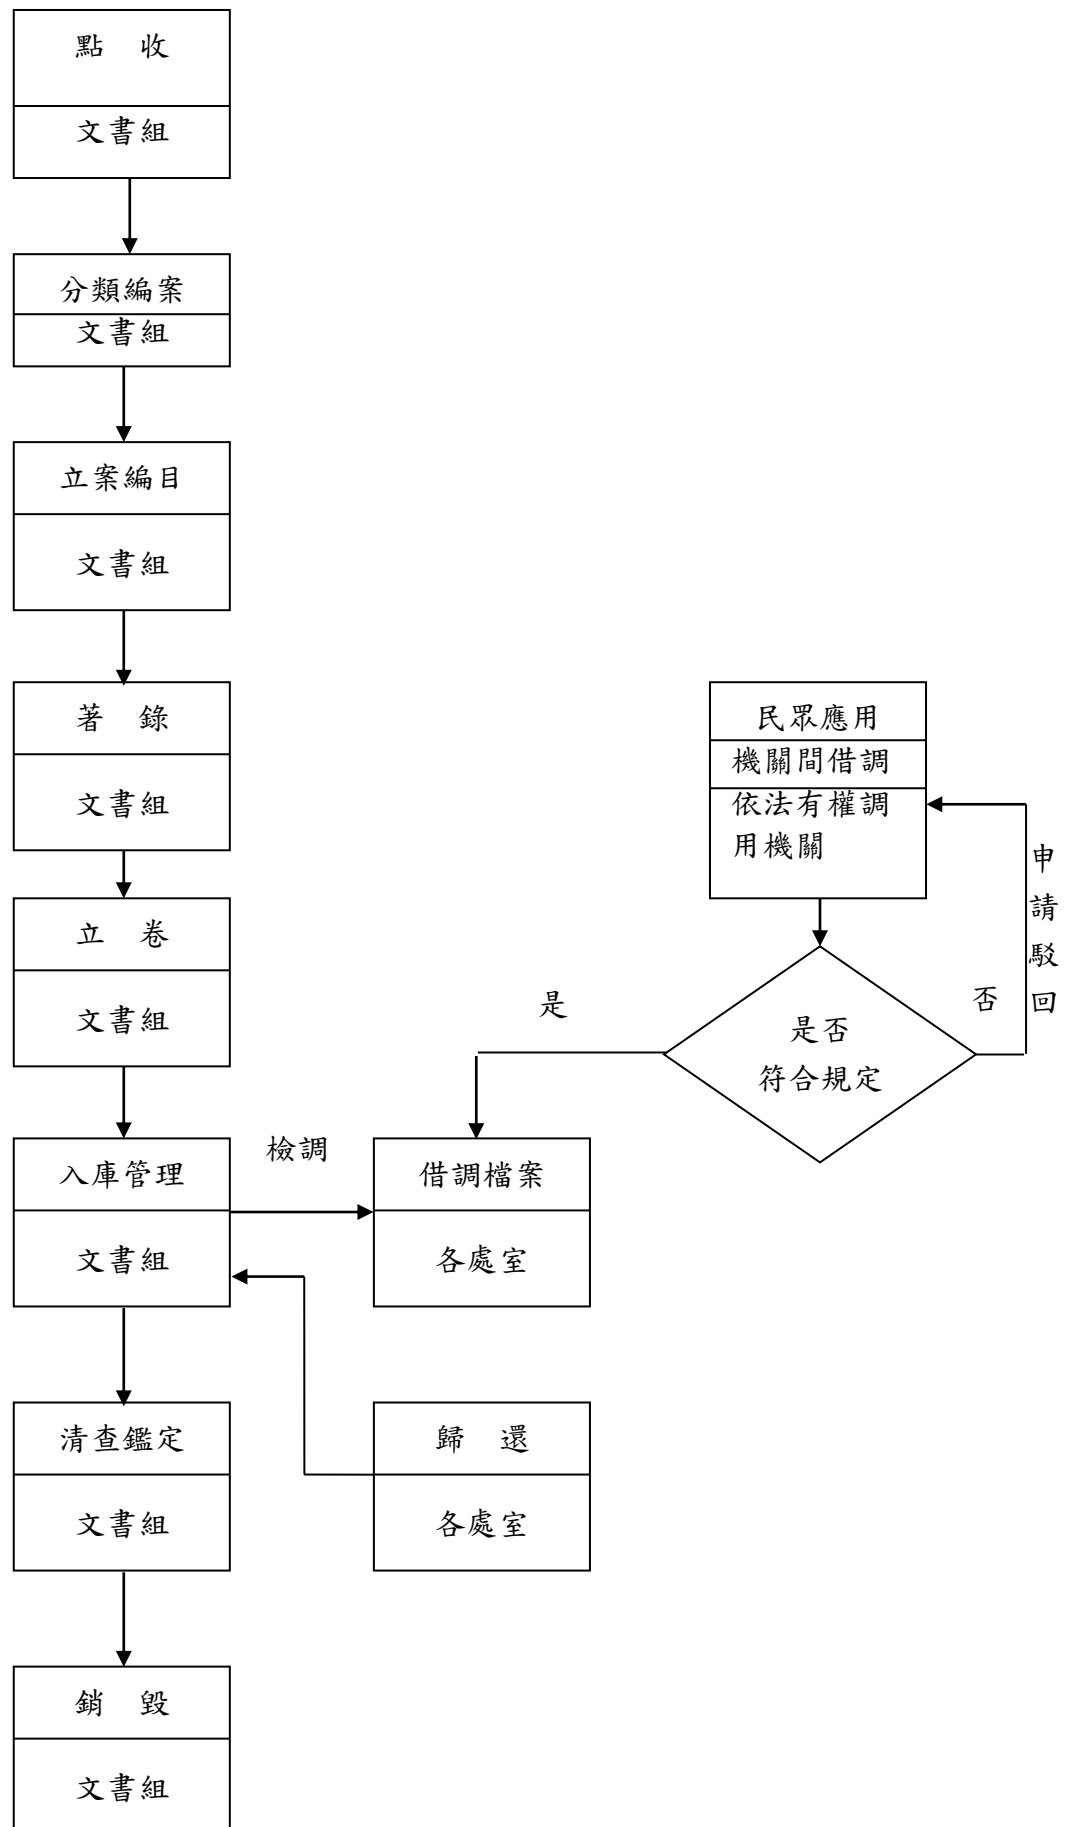 點　收
文書組
分類編案
文書組
立案編目
文書組
著　錄
文書組
立　卷
文書組
入庫管理
文書組
檢調
借調檔案
各處室
是
民眾應用
機關間借調
依法有權調
用機關
是否
符合規定
否
申請駁回
清查鑑定
文書組
歸　還
各處室
銷　毀
文書組